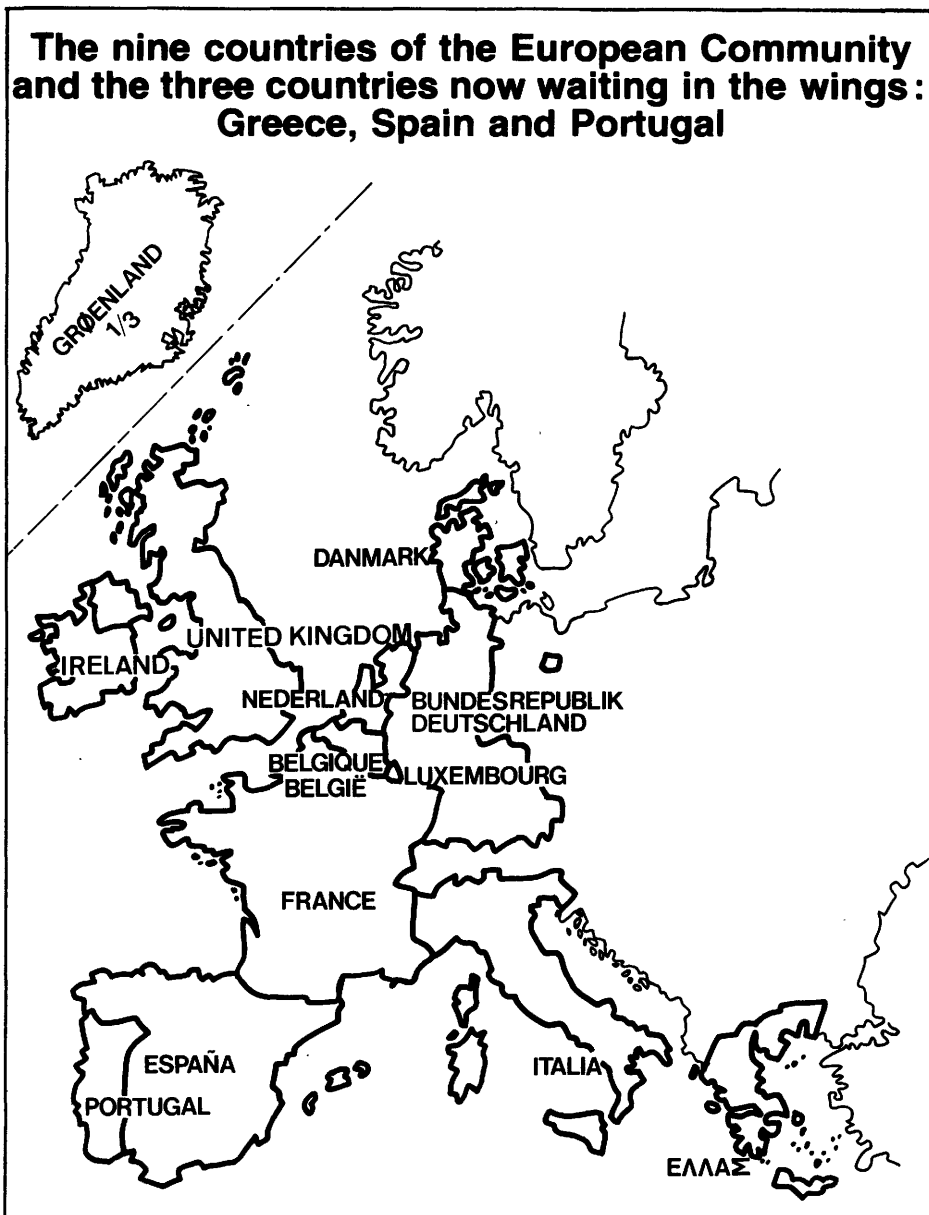 The nine countries of the European Community
and the three countries now waiting in the wings:
Greece, Spain and Portugal
GRØENLAND
1/3
DANMARK
UNITED KINGDOM
IRELAND
NEDERLAND
BUNDESREPUBLIK
DEUTSCHLAND
BELGIQUE
BELGIË
LUXEMBOURG
FRANCE
ESPAÑA
ITALIA
PORTUGAL
ΕΛΛΑΣ